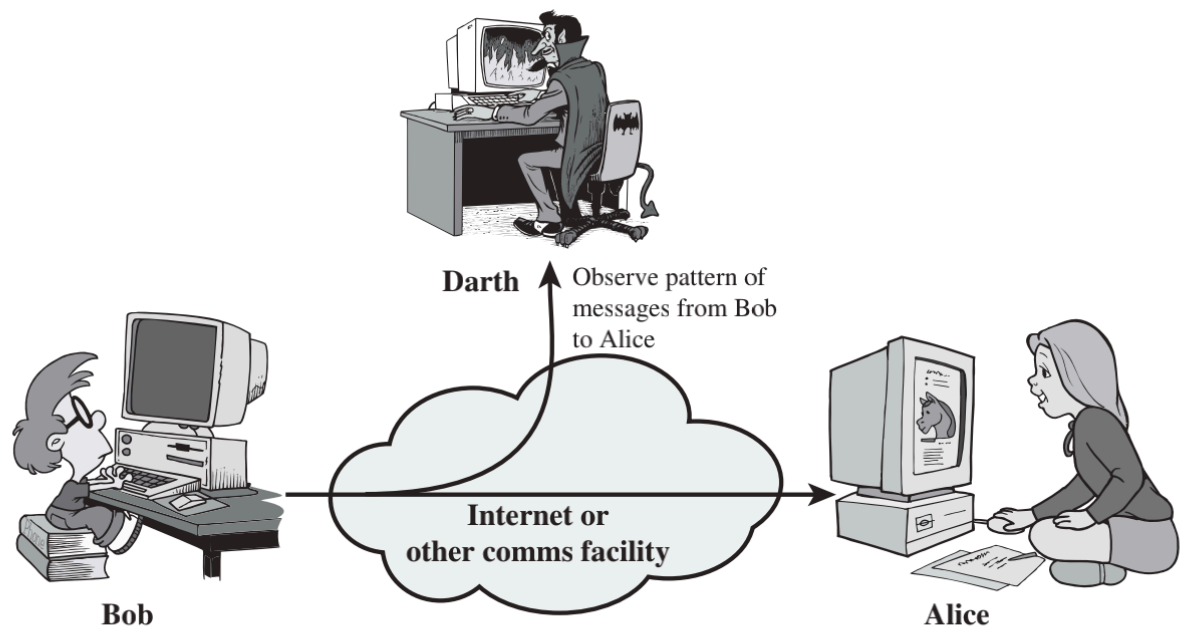 Darth
Observe pattern of
messages from Bob
to Alice
Internet or
other comms facility
Bob
Alice